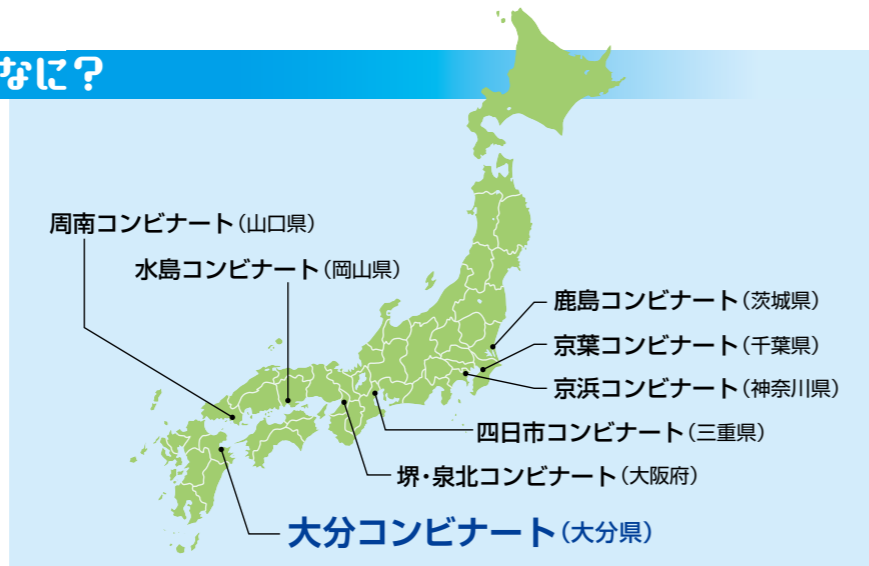 なに?
周南コンビナート(山口県)
水島コンビナート(岡山県)
鹿島コンビナート(茨城県)
京葉コンビナート(千葉県)
京浜コンビナート(神奈川県)
四日市コンビナート(三重県)
堺・泉北コンビナート(大阪府)
大分コンビナート(大分県)